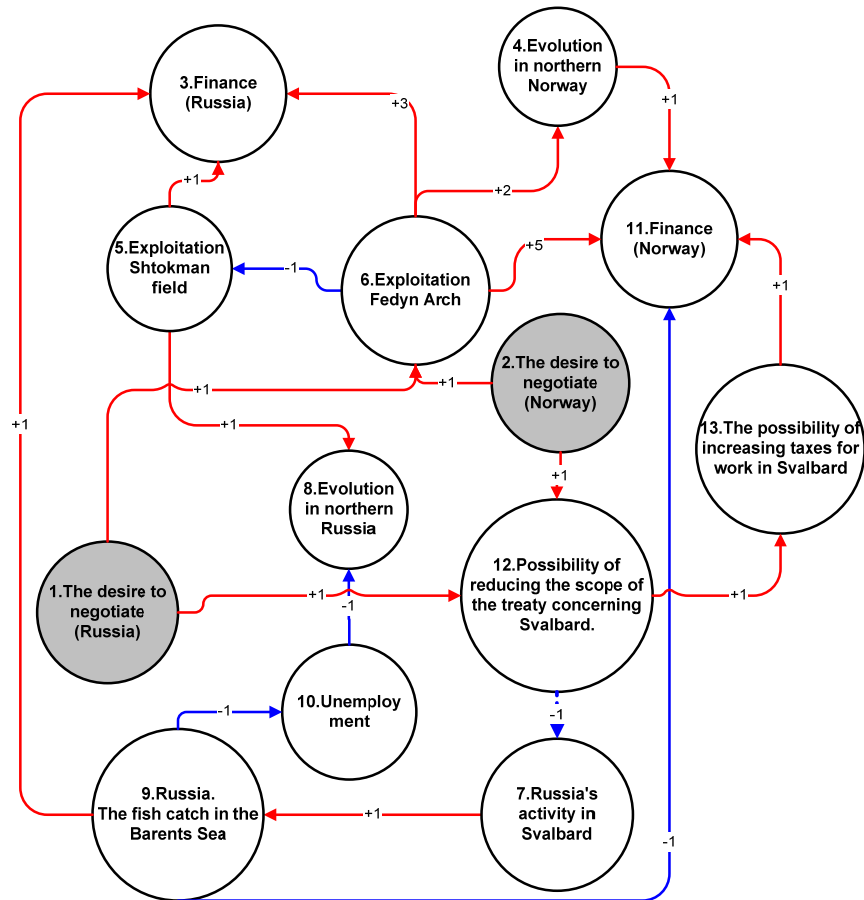 4.Evolution
in northern
Norway
3.Finance
(Russia)
+3
+1
+1
+2
5.Exploitation
Shtokman
field
-1
6.Exploitation
Fedyn Arch
+5
11.Finance
(Norway)
+1
2.The desire to
negotiate
(Norway)
+1
+1
+1
+1
+1
13.The possibility of
increasing taxes for
work in Svalbard
8.Evolution
in northern
Russia
1.The desire to
negotiate
(Russia)
+1
-1
12.Possibility of
reducing the scope of
the treaty concerning
Svalbard.
+1
10.Unemploy
ment
-1
-1
9.Russia.
The fish catch in the
Barents Sea
+1
7.Russia's
activity in
Svalbard
-1